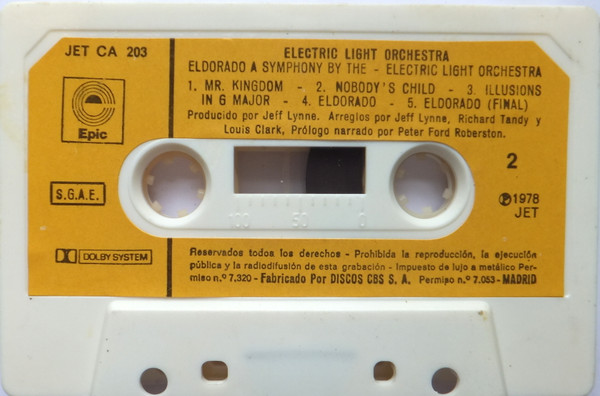 JET CA 203
ELECTRIC LIGHT ORCHESTRA
ELDORADO A SYMPHONY BY THE - ELECTRIC LIGHT ORCHESTRA
1. MR. KINGDOM - 2. NOBODY'S CHILD - 3. ILLUSIONS
IN G MAJOR - 4. ELDORADO - 5. ELDORADO (FINAL)
Producido por Jeff Lynne. Arreglos por Jeff Lynne, Richard Tandy y
Louis Clark, Prólogo narrado por Peter Ford Roberston.
Epic
2
S.G.A.E.
100 50 0
Ⓟ1978
JET
DOLBY SYSTEM
Reservados todos los derechos - Prohibida la reproducción, la ejecución
pública y la radiodifusión de esta grabación - Impuesto de lujo a metálico Per-
miso n.º 7.320 - Fabricado Por DISCOS CBS S. A. Permiso n.º 7.053 - MADRID